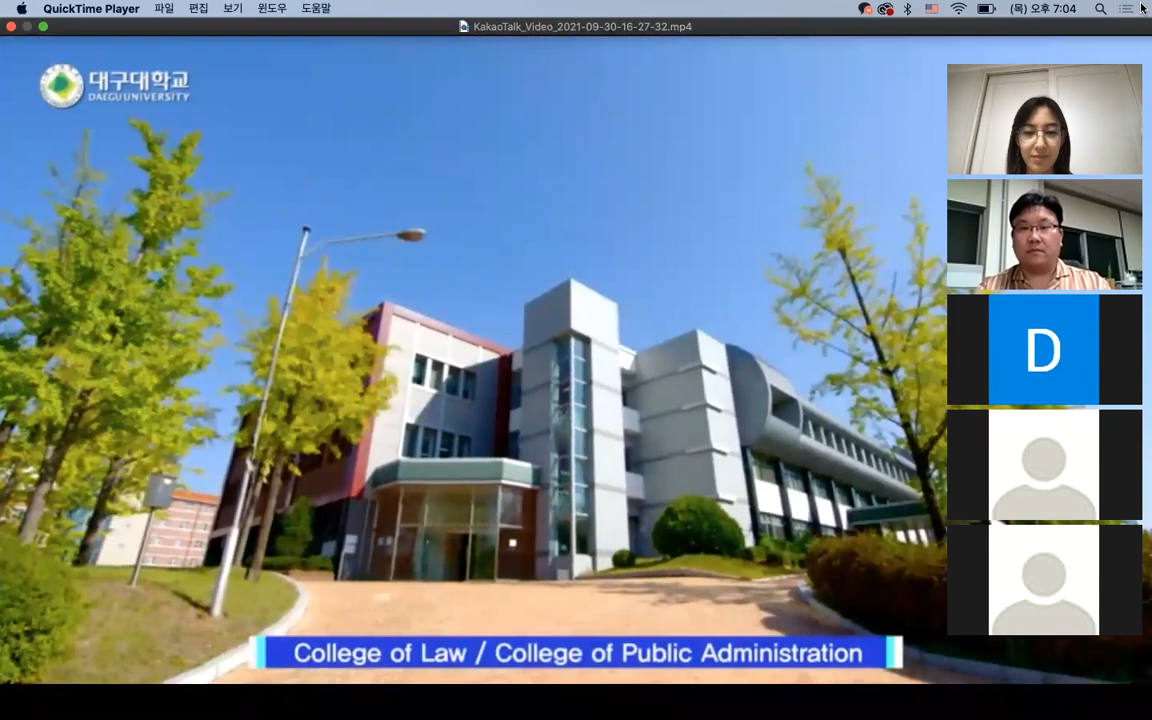 QuickTime Player 파일 편집 보기 윈도우 도움말 (목) 오후 7:04
KakaoTalk_Video_2021-09-30-16-27-32.mp4
대구대학교
DAEGU UNIVERSITY
D
College of Law / College of Public Administration